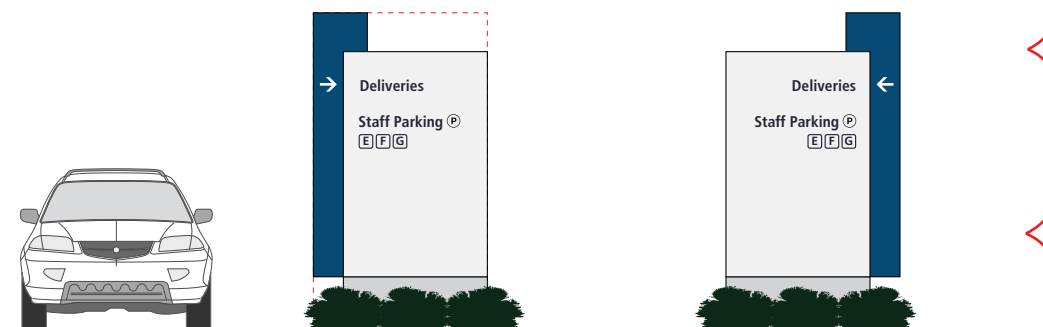 → Deliveries
Staff Parking Ⓟ
E F G
Deliveries ←
Staff Parking Ⓟ
E F G